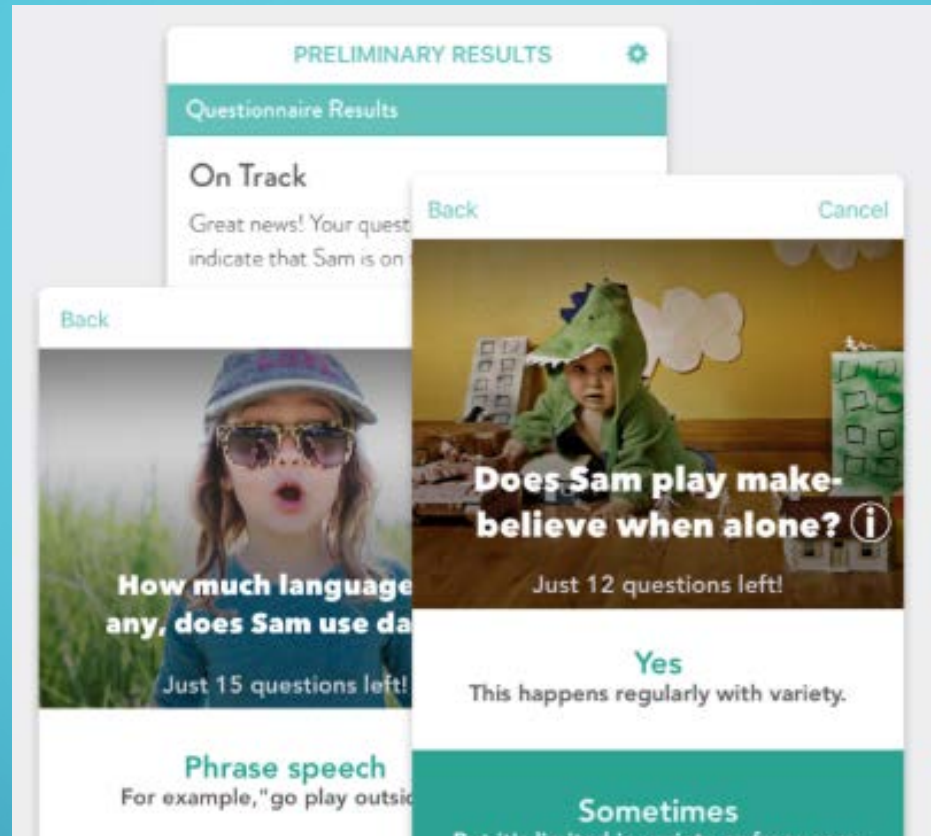 PRELIMINARY RESULTS
Questionnaire Results
On Track
Great news! Your quest
indicate that Sam is on
Back
How much language
any, does Sam use da
Just 15 questions left!
Phrase speech
For example,"go play outsid
Back
Cancel
Does Sam play make-
believe when alone? i
Just 12 questions left!
Yes
This happens regularly with variety.
Sometimes